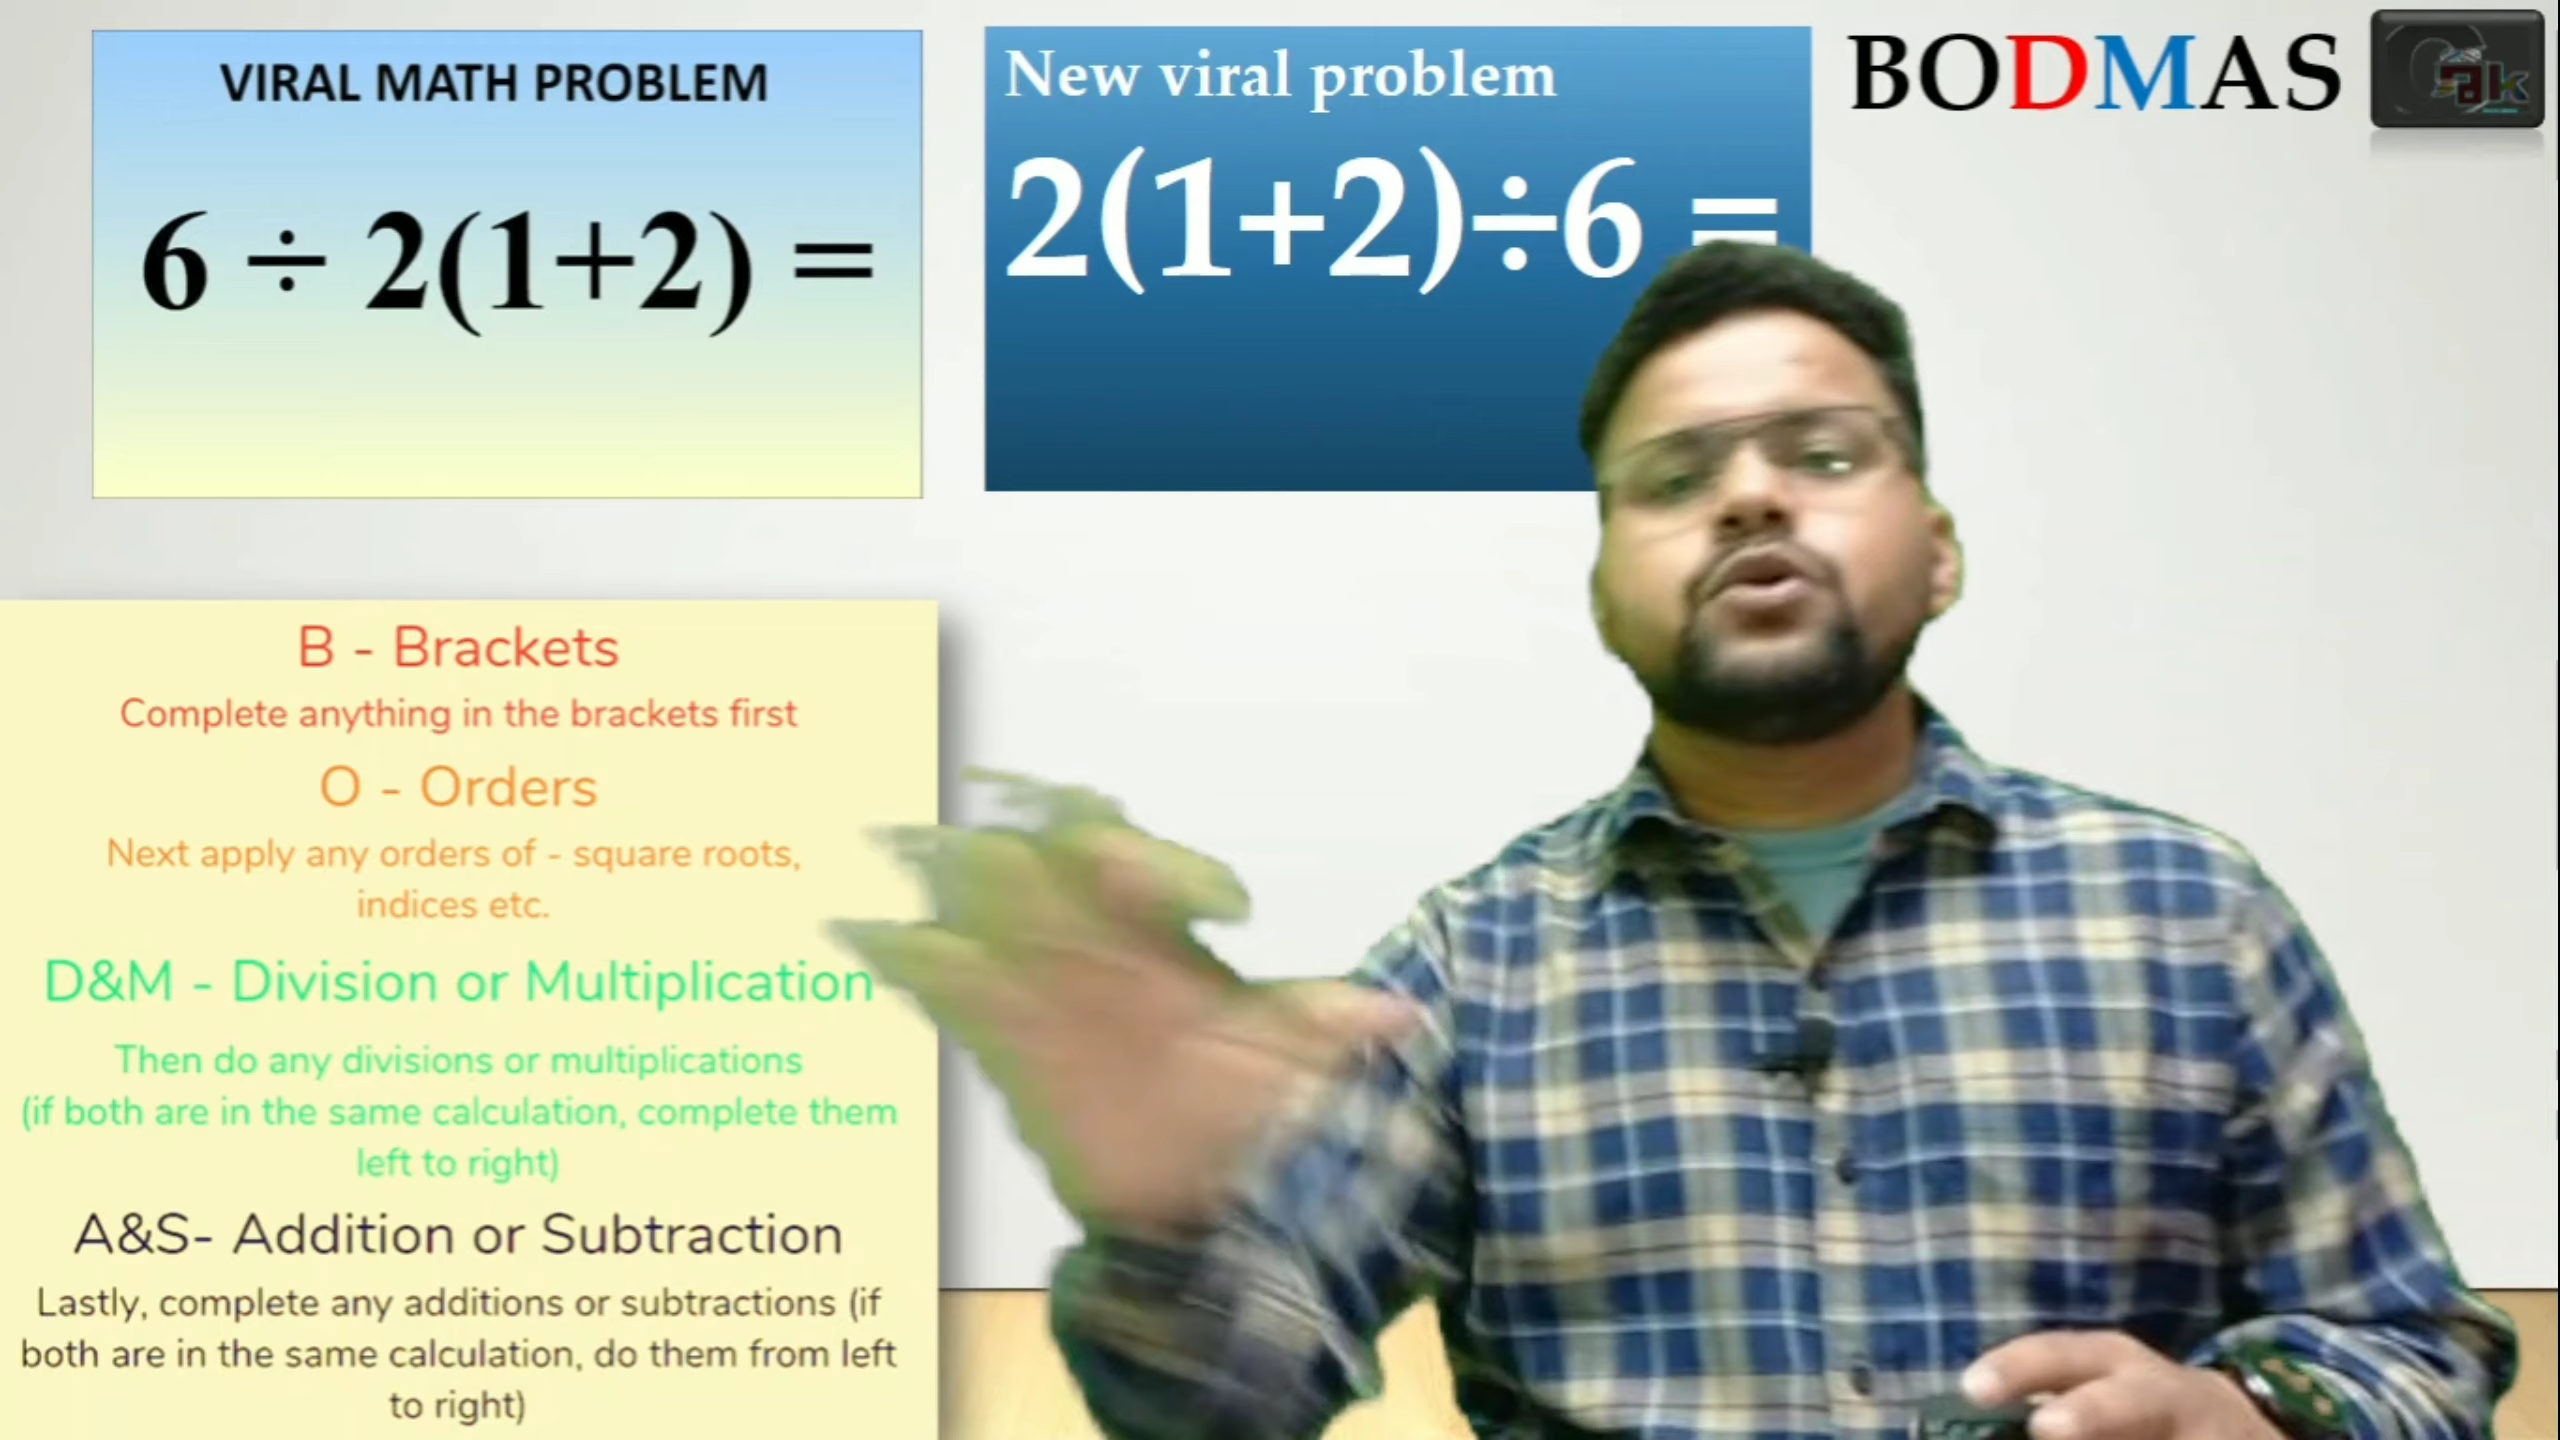 VIRAL MATH PROBLEM
6 ÷ 2(1+2) =
New viral problem
2(1+2)÷6 =
BODMAS
B - Brackets
Complete anything in the brackets first
O - Orders
Next apply any orders of - square roots,
indices etc.
D&M - Division or Multiplication
Then do any divisions or multiplications
(if both are in the same calculation, complete them
left to right)
A&S- Addition or Subtraction
Lastly, complete any additions or subtractions (if
both are in the same calculation, do them from left
to right)